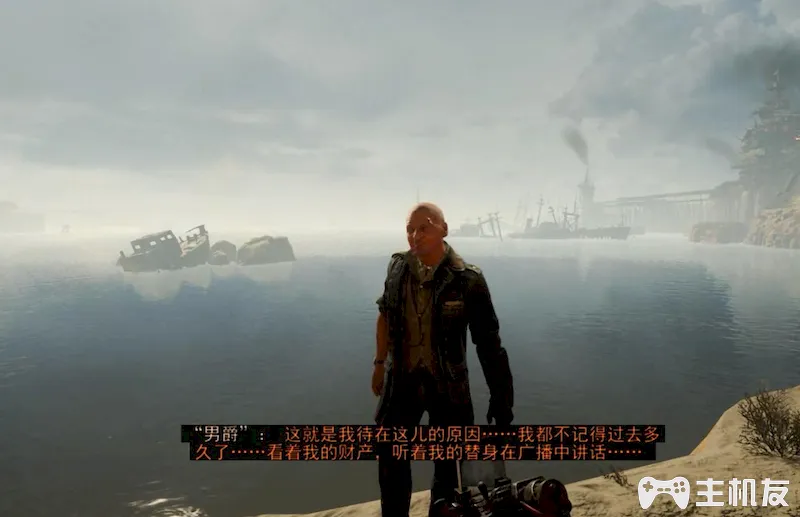 “男爵”： 这就是我待在这儿的原因……我都不记得过去多
久了……看着我的财产，听着我的替身在广播中讲话……
主机友